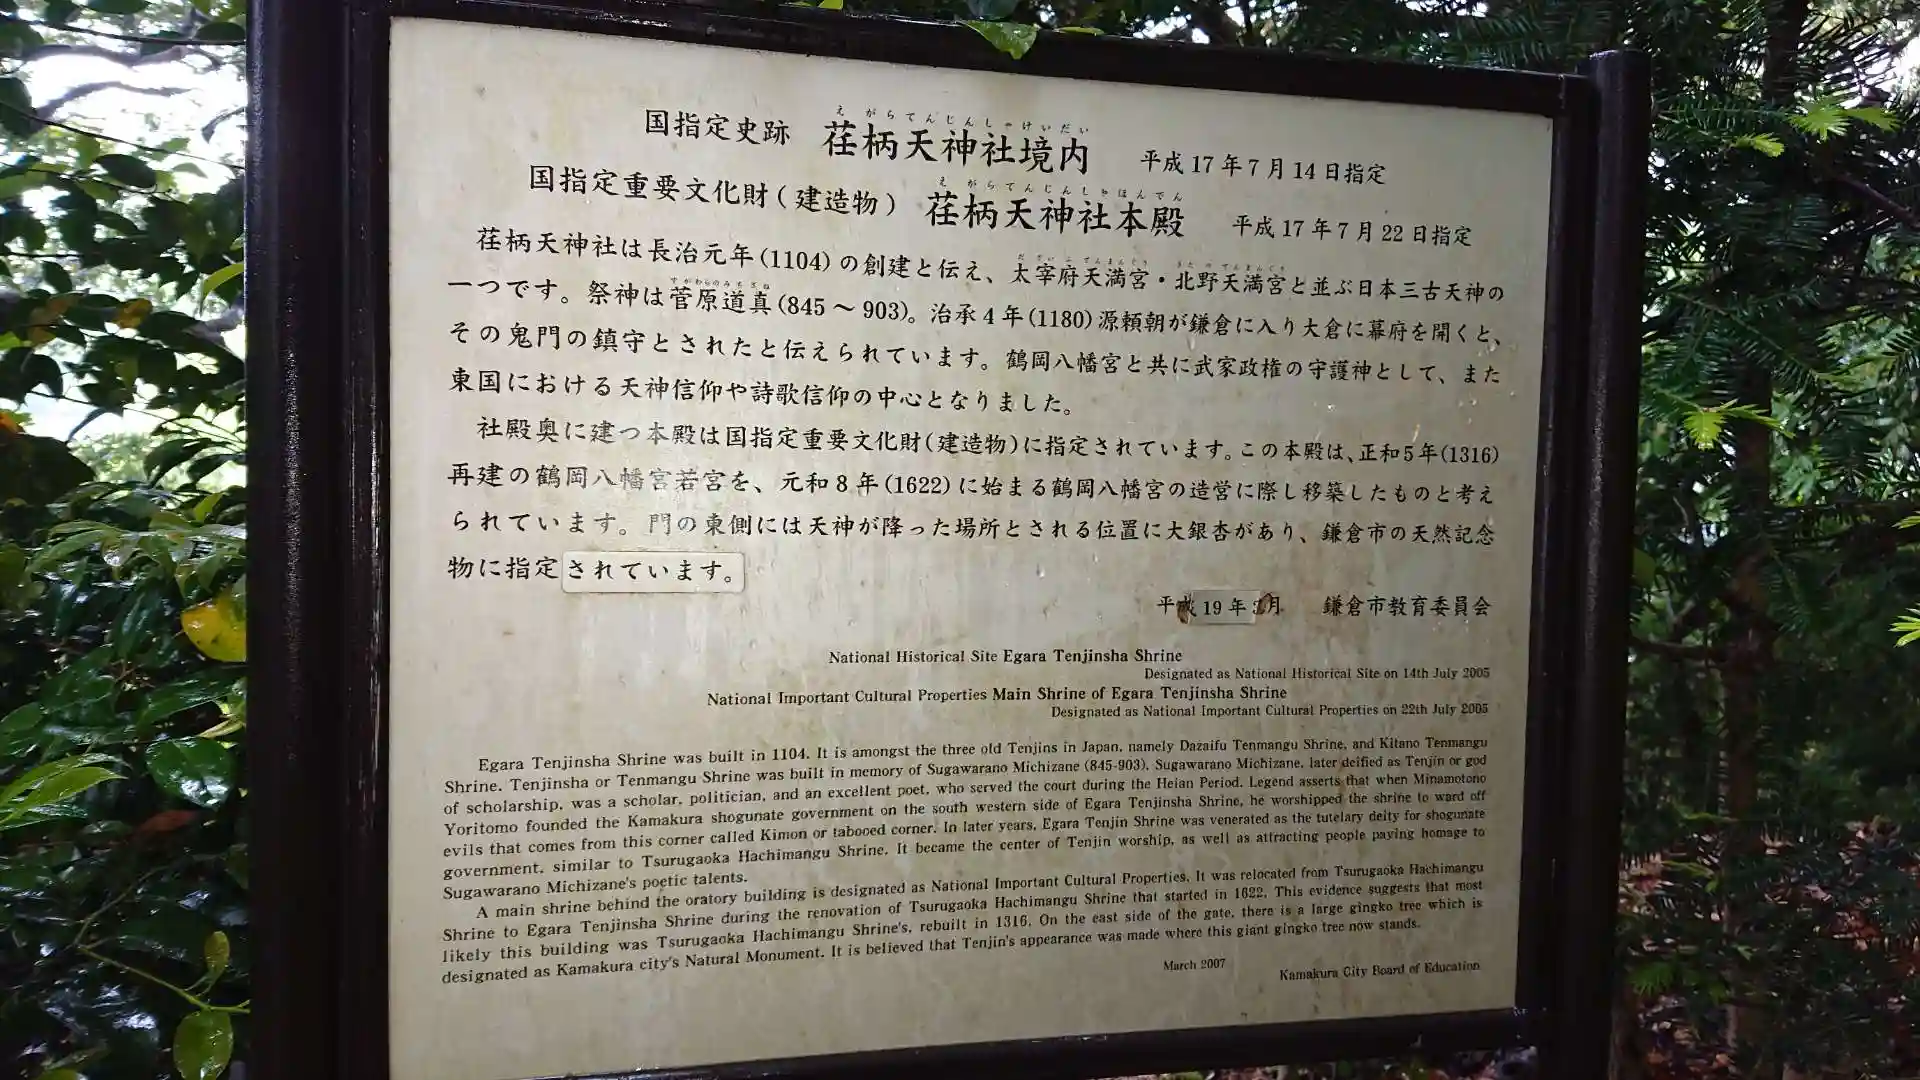 えがらてんじんしゃけいだい
国指定史跡 荏柄天神社境内 平成17年7月14日指定
えがらてんじんしゃほんでん
国指定重要文化財(建造物) 荏柄天神社本殿 平成17年7月22日指定
荏柄天神社は長治元年(1104)の創建と伝え、太宰府天満宮・北野天満宮と並ぶ日本三古天神の
一つです。祭神は菅原道真(845～903)。治承4年(1180)源頼朝が鎌倉に入り大倉に幕府を開くと、
その鬼門の鎮守とされたと伝えられています。鶴岡八幡宮と共に武家政権の守護神として、また
東国における天神信仰や詩歌信仰の中心となりました。
社殿奥に建つ本殿は国指定重要文化財(建造物)に指定されています。この本殿は、正和5年(1316)
再建の鶴岡八幡宮若宮を、元和8年(1622)に始まる鶴岡八幡宮の造営に際し移築したものと考え
られています。門の東側には天神が降った場所とされる位置に大銀杏があり、鎌倉市の天然記念
物に指定されています。
平成19年 月 鎌倉市教育委員会
National Historical Site Egara Tenjinsha Shrine
Designated as National Historical Site on 14th July 2005
National Important Cultural Properties Main Shrine of Egara Tenjinsha Shrine
Designated as National Important Cultural Properties on 22th July 2005
Egara Tenjinsha Shrine was built in 1104. It is amongst the three old Tenjins in Japan, namely Dazaifu Tenmangu Shrine, and Kitano Tenmangu
Shrine. Tenjinsha or Tenmangu Shrine was built in memory of Sugawarano Michizane (845-903). Sugawarano Michizane, later deified as Tenjin or god
of scholarship, was a scholar, politician, and an excellent poet, who served the court during the Heian Period. Legend asserts that when Minamotono
Yoritomo founded the Kamakura shogunate government on the south western side of Egara Tenjinsha Shrine, he worshipped the shrine to ward off
evils that comes from this corner called Kimon or tabooed corner. In later years, Egara Tenjin Shrine was venerated as the tutelary deity for shogunate
government, similar to Tsurugaoka Hachimangu Shrine. It became the center of Tenjin worship, as well as attracting people paying homage to
Sugawarano Michizane's poetic talents.
A main shrine behind the oratory building is designated as National Important Cultural Properties. It was relocated from Tsurugaoka Hachimangu
Shrine to Egara Tenjinsha Shrine during the renovation of Tsurugaoka Hachimangu Shrine that started in 1622. This evidence suggests that most
likely this building was Tsurugaoka Hachimangu Shrine's, rebuilt in 1316. On the east side of the gate, there is a large gingko tree which is
designated as Kamakura city's Natural Monument. It is believed that Tenjin's appearance was made where this giant gingko tree now stands.
March 2007 Kamakura City Board of Education